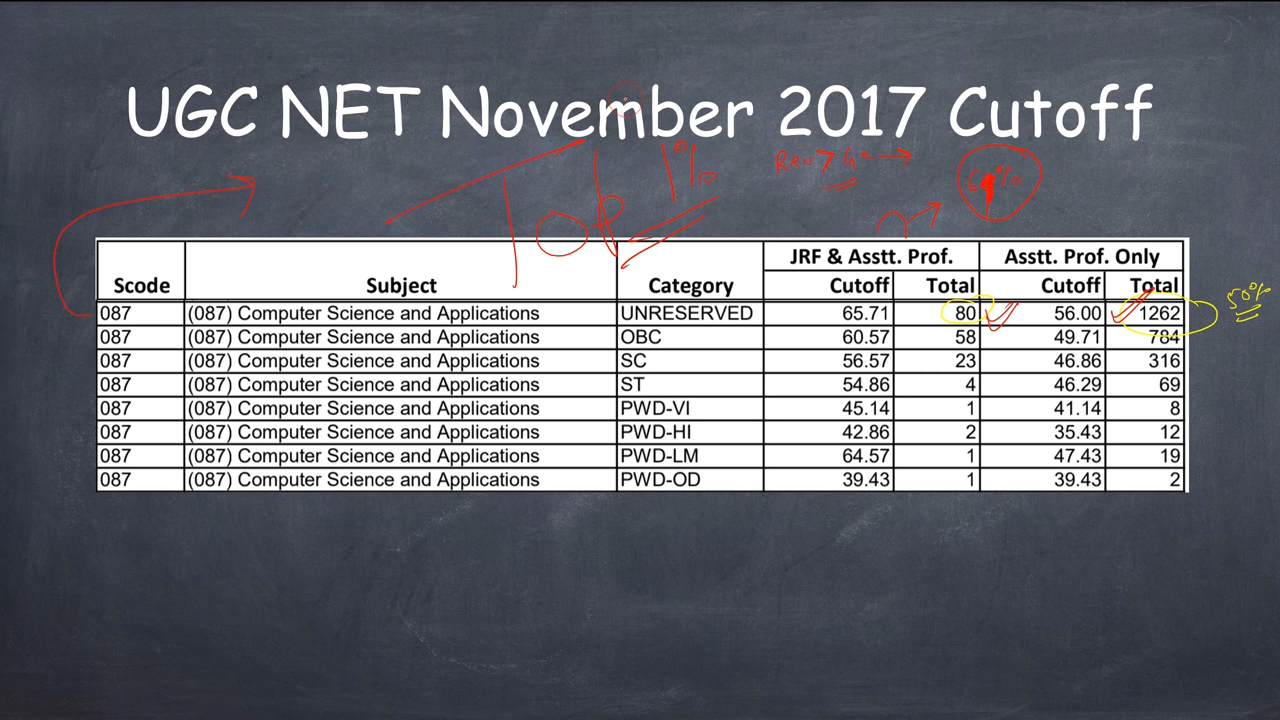 UGC NET November 2017 Cutoff
Top 1%
JRF & Asstt. Prof. Asstt. Prof. Only
Scode Subject Category Cutoff Total Cutoff Total
087 (087) Computer Science and Applications UNRESERVED 65.71 80 56.00 1262
50%
087 (087) Computer Science and Applications OBC 60.57 58 49.71 784
087 (087) Computer Science and Applications SC 56.57 23 46.86 316
087 (087) Computer Science and Applications ST 54.86 4 46.29 69
087 (087) Computer Science and Applications PWD-VI 45.14 1 41.14 8
087 (087) Computer Science and Applications PWD-HI 42.86 2 35.43 12
087 (087) Computer Science and Applications PWD-LM 64.57 1 47.43 19
087 (087) Computer Science and Applications PWD-OD 39.43 1 39.43 2